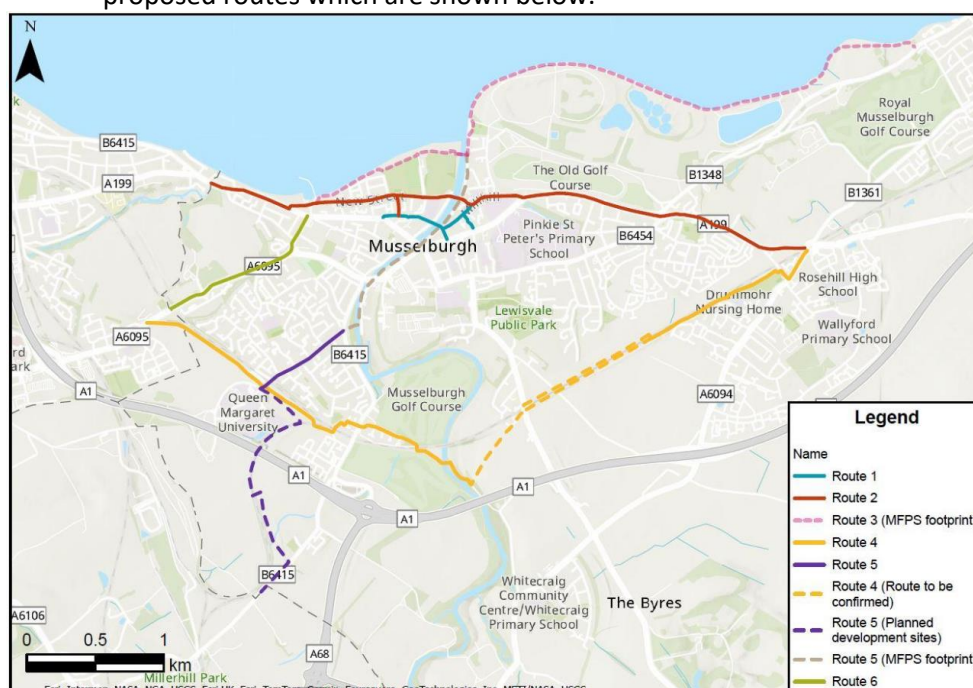 proposed routes which are shown below.
N
B6415
A199
Royal
Musselburgh
Golf Course
The Old Golf
Course
B1348
B1361
New Street
A199
Musselburgh
Pinkie St
Peter's Primary
School
B6454
A6095
Rosehill High
School
Drummohr
Nursing Home
Lewisvale
Public Park
Wallyford
Primary School
A6095
B6415
A1
Musselburgh
Golf Course
Queen
Margaret
University
A6094
A1
A1
A1
B6415
Whitecraig
Community
Centre/Whitecraig
Primary School
The Byres
A6106
A68
Millerhill Park
0 0.5 1
km
Legend
Name
Route 1
Route 2
Route 3 (MFPS footprint
Route 4
Route 5
Route 4 (Route to be
confirmed)
Route 5 (Planned
development sites)
Route 5 (MFPS footprint
Route 6